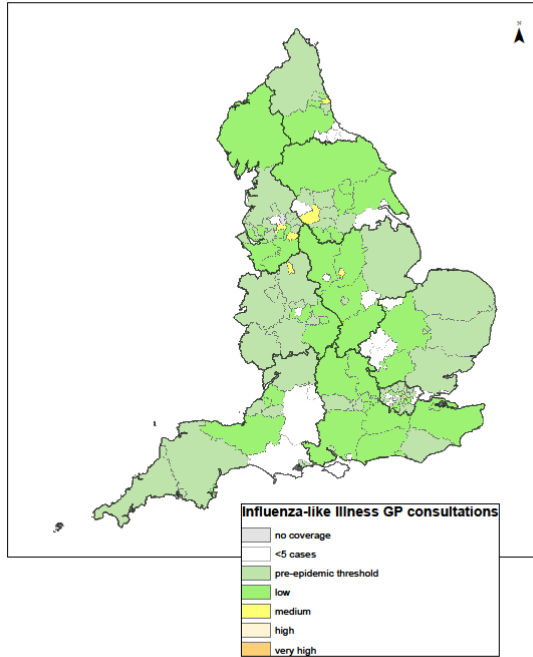 N
Influenza-like Illness GP consultations
no coverage
<5 cases
pre-epidemic threshold
low
medium
high
very high